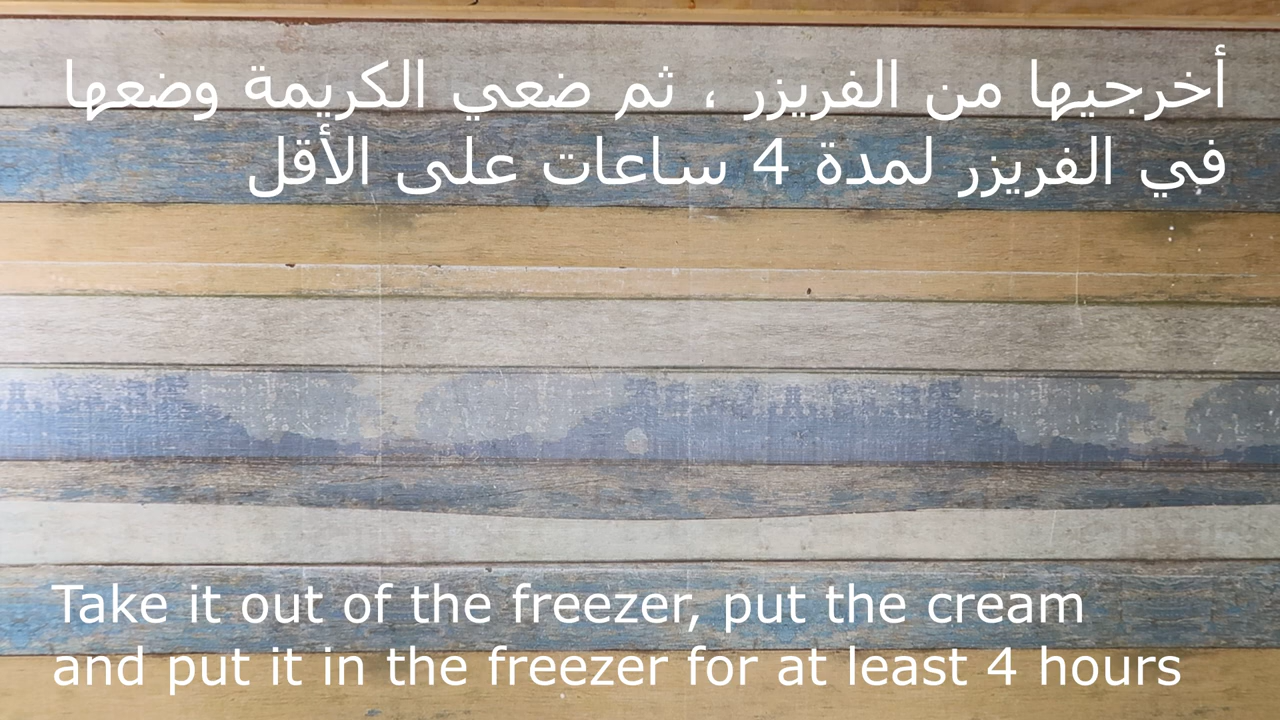 أخرجيها من الفريزر ، ثم ضعي الكريمة وضعها
في الفريزر لمدة 4 ساعات على الأقل
Take it out of the freezer, put the cream
and put it in the freezer for at least 4 hours